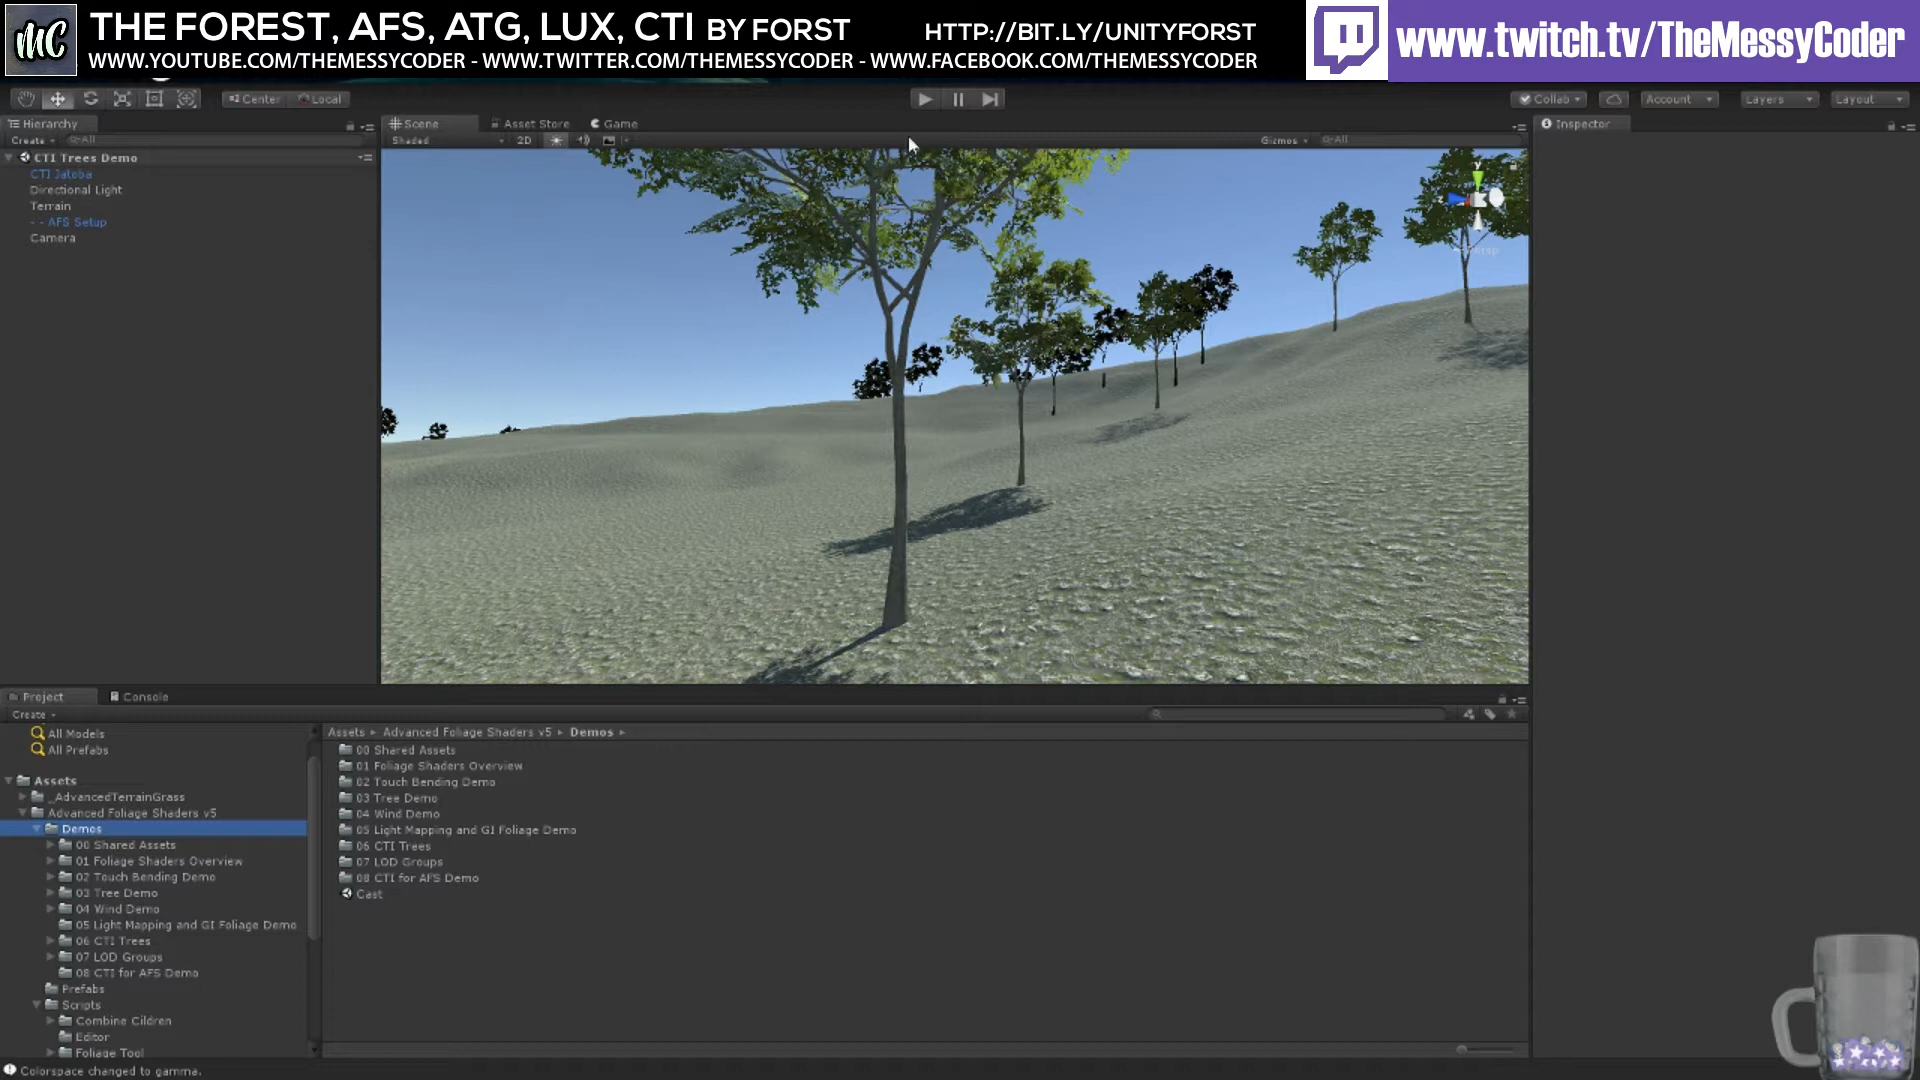 MC
THE FOREST, AFS, ATG, LUX, CTI BY FORST
HTTP://BIT.LY/UNITYFORST
WWW.YOUTUBE.COM/THEMESSYCODER - WWW.TWITTER.COM/THEMESSYCODER - WWW.FACEBOOK.COM/THEMESSYCODER
www.twitch.tv/TheMessyCoder
Center
Local
Collab
Account
Layers
Layout
Hierarchy
Scene
Asset Store
Game
Inspector
Create
All
Shaded
2D
Gizmos
All
CTI Trees Demo
CTI Jatoba
Directional Light
Terrain
- - AFS Setup
Camera
y
Persp
Project
Console
Create
All Models
All Prefabs
Assets
_AdvancedTerrainGrass
Advanced Foliage Shaders v5
Demos
00 Shared Assets
01 Foliage Shaders Overview
02 Touch Bending Demo
03 Tree Demo
04 Wind Demo
05 Light Mapping and GI Foliage Demo
06 CTI Trees
07 LOD Groups
08 CTI for AFS Demo
Prefabs
Scripts
Combine Cildren
Editor
Foliage Tool
Assets
Advanced Foliage Shaders v5
Demos
00 Shared Assets
01 Foliage Shaders Overview
02 Touch Bending Demo
03 Tree Demo
04 Wind Demo
05 Light Mapping and GI Foliage Demo
06 CTI Trees
07 LOD Groups
08 CTI for AFS Demo
Cast
Colorspace changed to gamma.